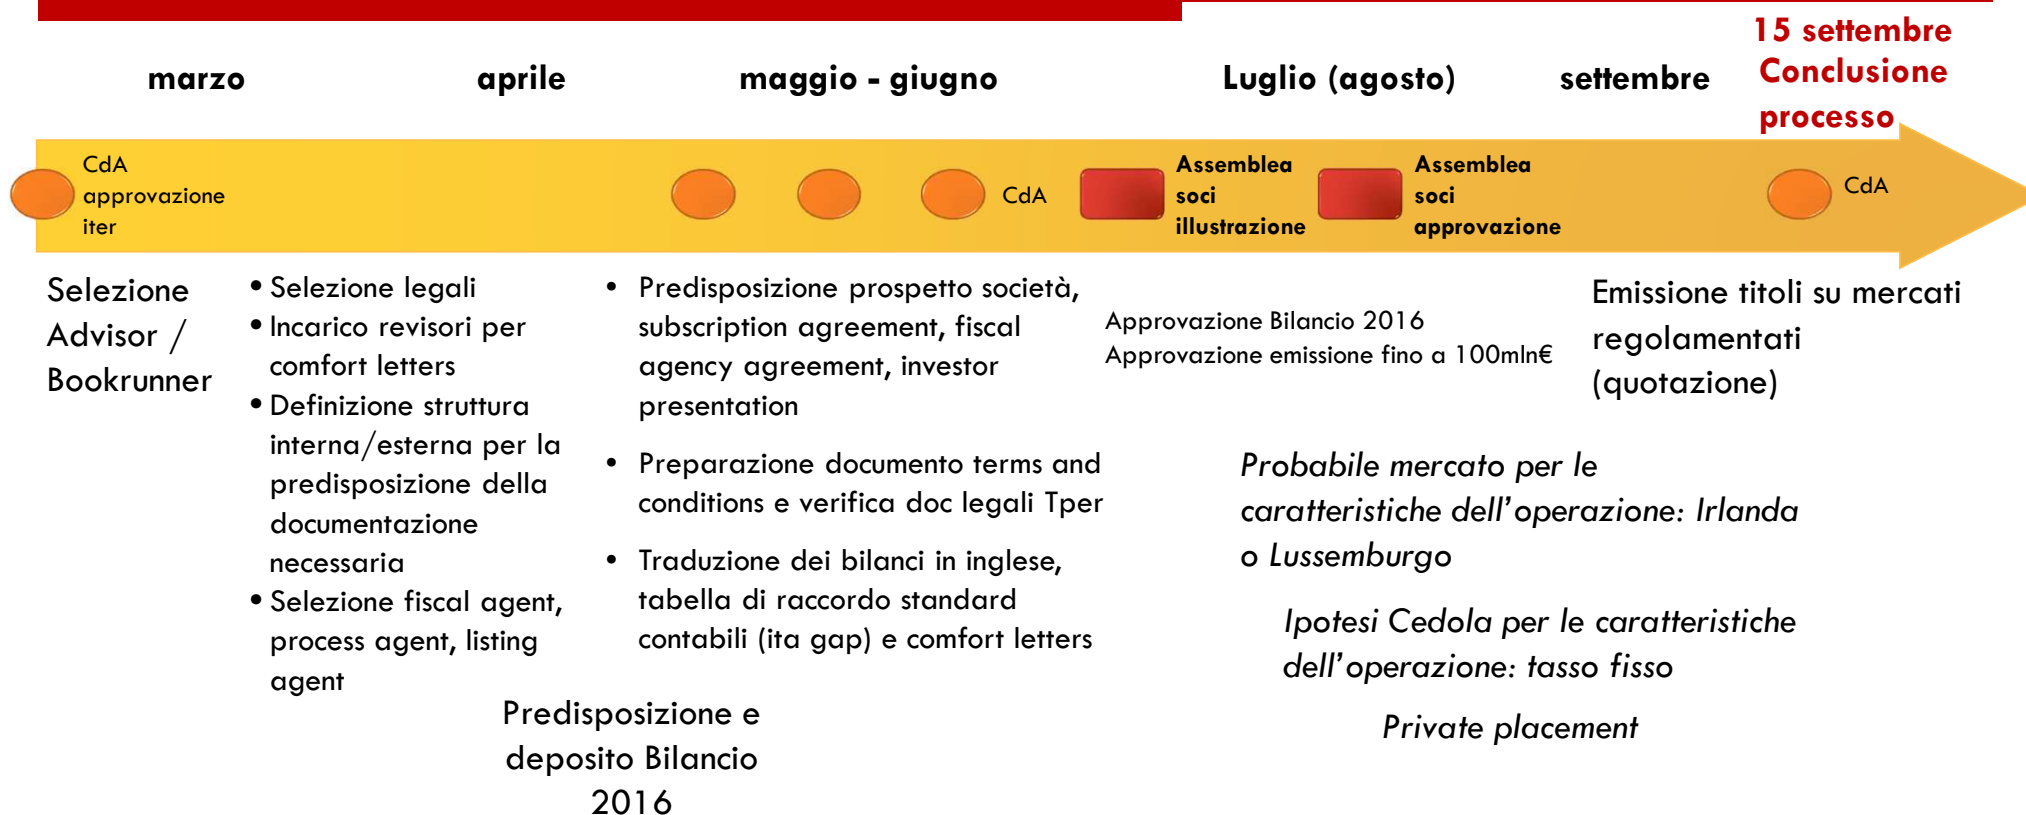 15 settembre
Conclusione
processo
marzo
aprile
maggio - giugno
Luglio (agosto)
settembre
CdA
approvazione
iter
CdA
Assemblea
soci
illustrazione
Assemblea
soci
approvazione
CdA
Selezione
Advisor /
Bookrunner
• Selezione legali
• Incarico revisori per
comfort letters
• Definizione struttura
interna/esterna per la
predisposizione della
documentazione
necessaria
• Selezione fiscal agent,
process agent, listing
agent
• Predisposizione prospetto società,
subscription agreement, fiscal
agency agreement, investor
presentation
• Preparazione documento terms and
conditions e verifica doc legali Tper
• Traduzione dei bilanci in inglese,
tabella di raccordo standard
contabili (ita gap) e comfort letters
Predisposizione e
deposito Bilancio
2016
Approvazione Bilancio 2016
Approvazione emissione fino a 100mln€
Emissione titoli su mercati
regolamentati
(quotazione)
Probabile mercato per le
caratteristiche dell'operazione: Irlanda
o Lussemburgo
Ipotesi Cedola per le caratteristiche
dell'operazione: tasso fisso
Private placement